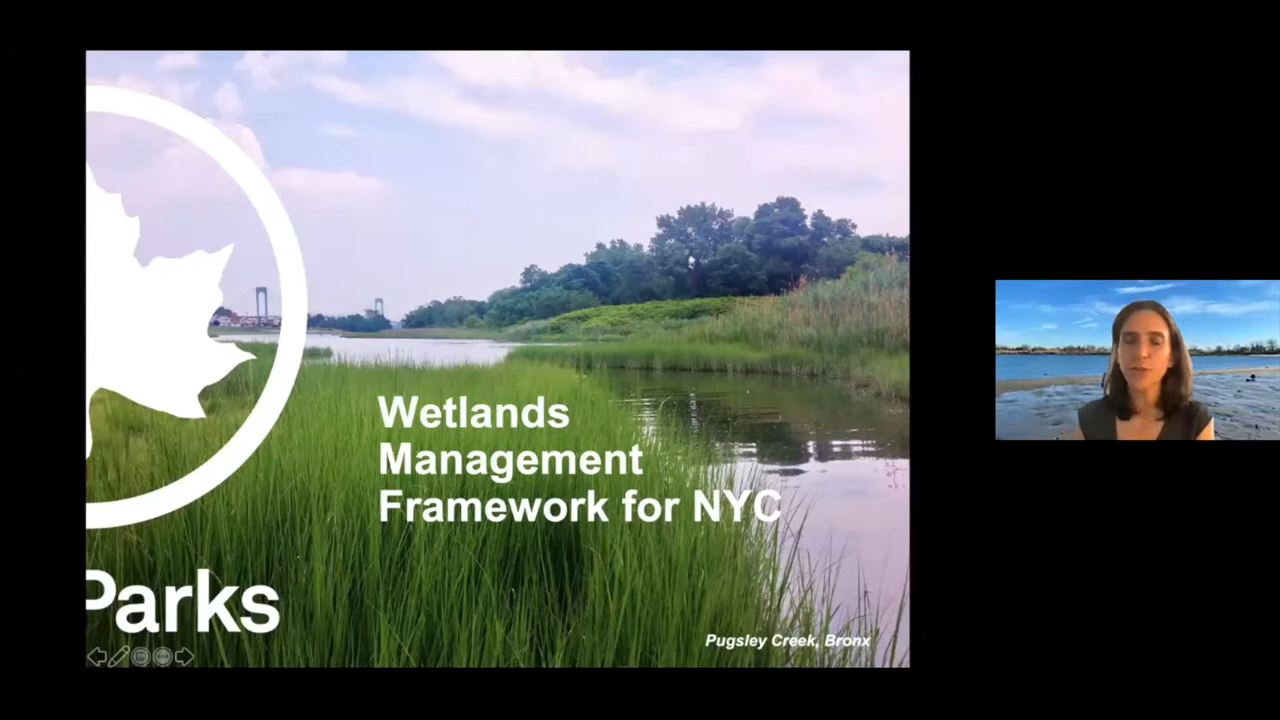 Wetlands
Management
Framework for NYC
Parks
Pugsley Creek, Bronx